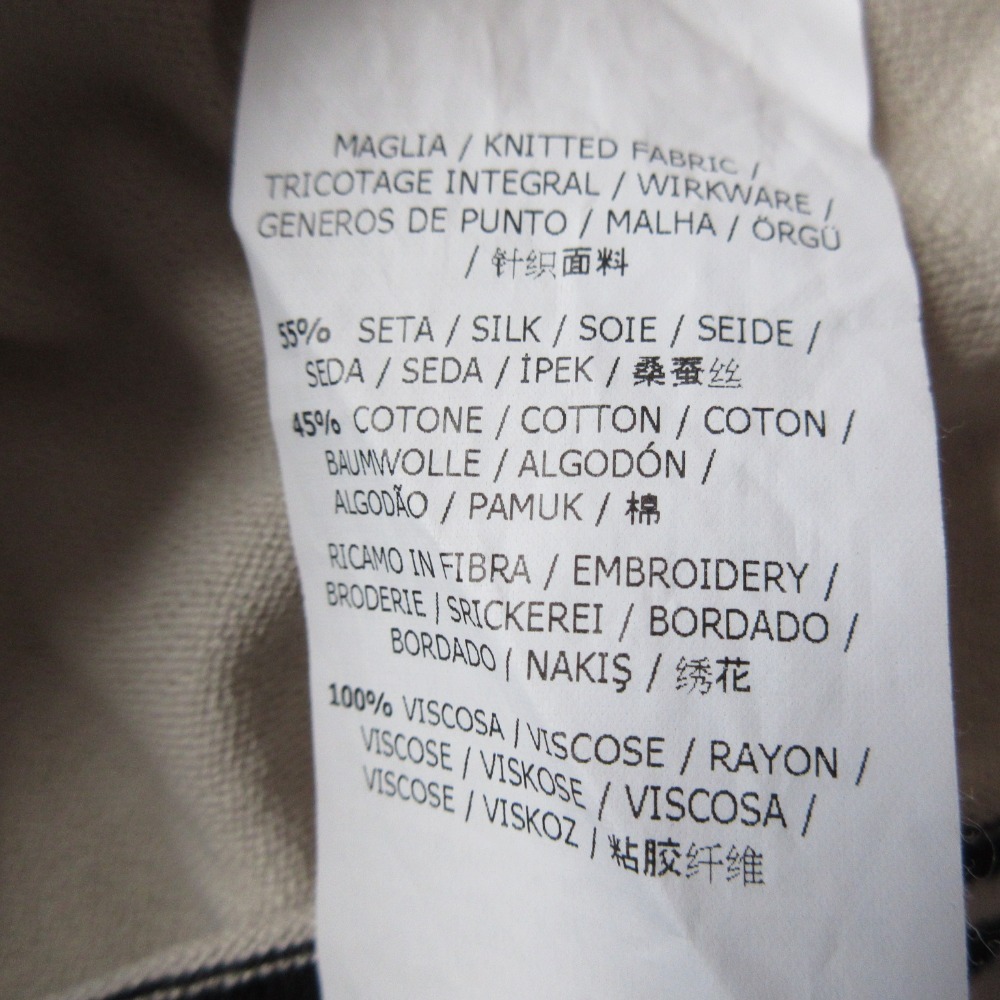 MAGLIA / KNITTED FABRIC /
TRICOTAGE INTEGRAL / WIRKWARE /
GENEROS DE PUNTO / MALHA / ÖRGÜ
/ 针织面料
55% SETA / SILK / SOIE / SEIDE /
SEDA / SEDA / İPEK / 桑蚕丝
45% COTONE / COTTON / COTON /
BAUMWOLLE / ALGODÓN /
ALGODÃO / PAMUK / 棉
RICAMO IN FIBRA / EMBROIDERY /
BRODERIE / SRICKEREI / BORDADO /
BORDADO / NAKIŞ / 绣花
100% VISCOSA / VISCOSE / RAYON /
VISCOSE / VISKOSE / VISCOSA /
VISCOSE / VISKOZ / 粘胶纤维